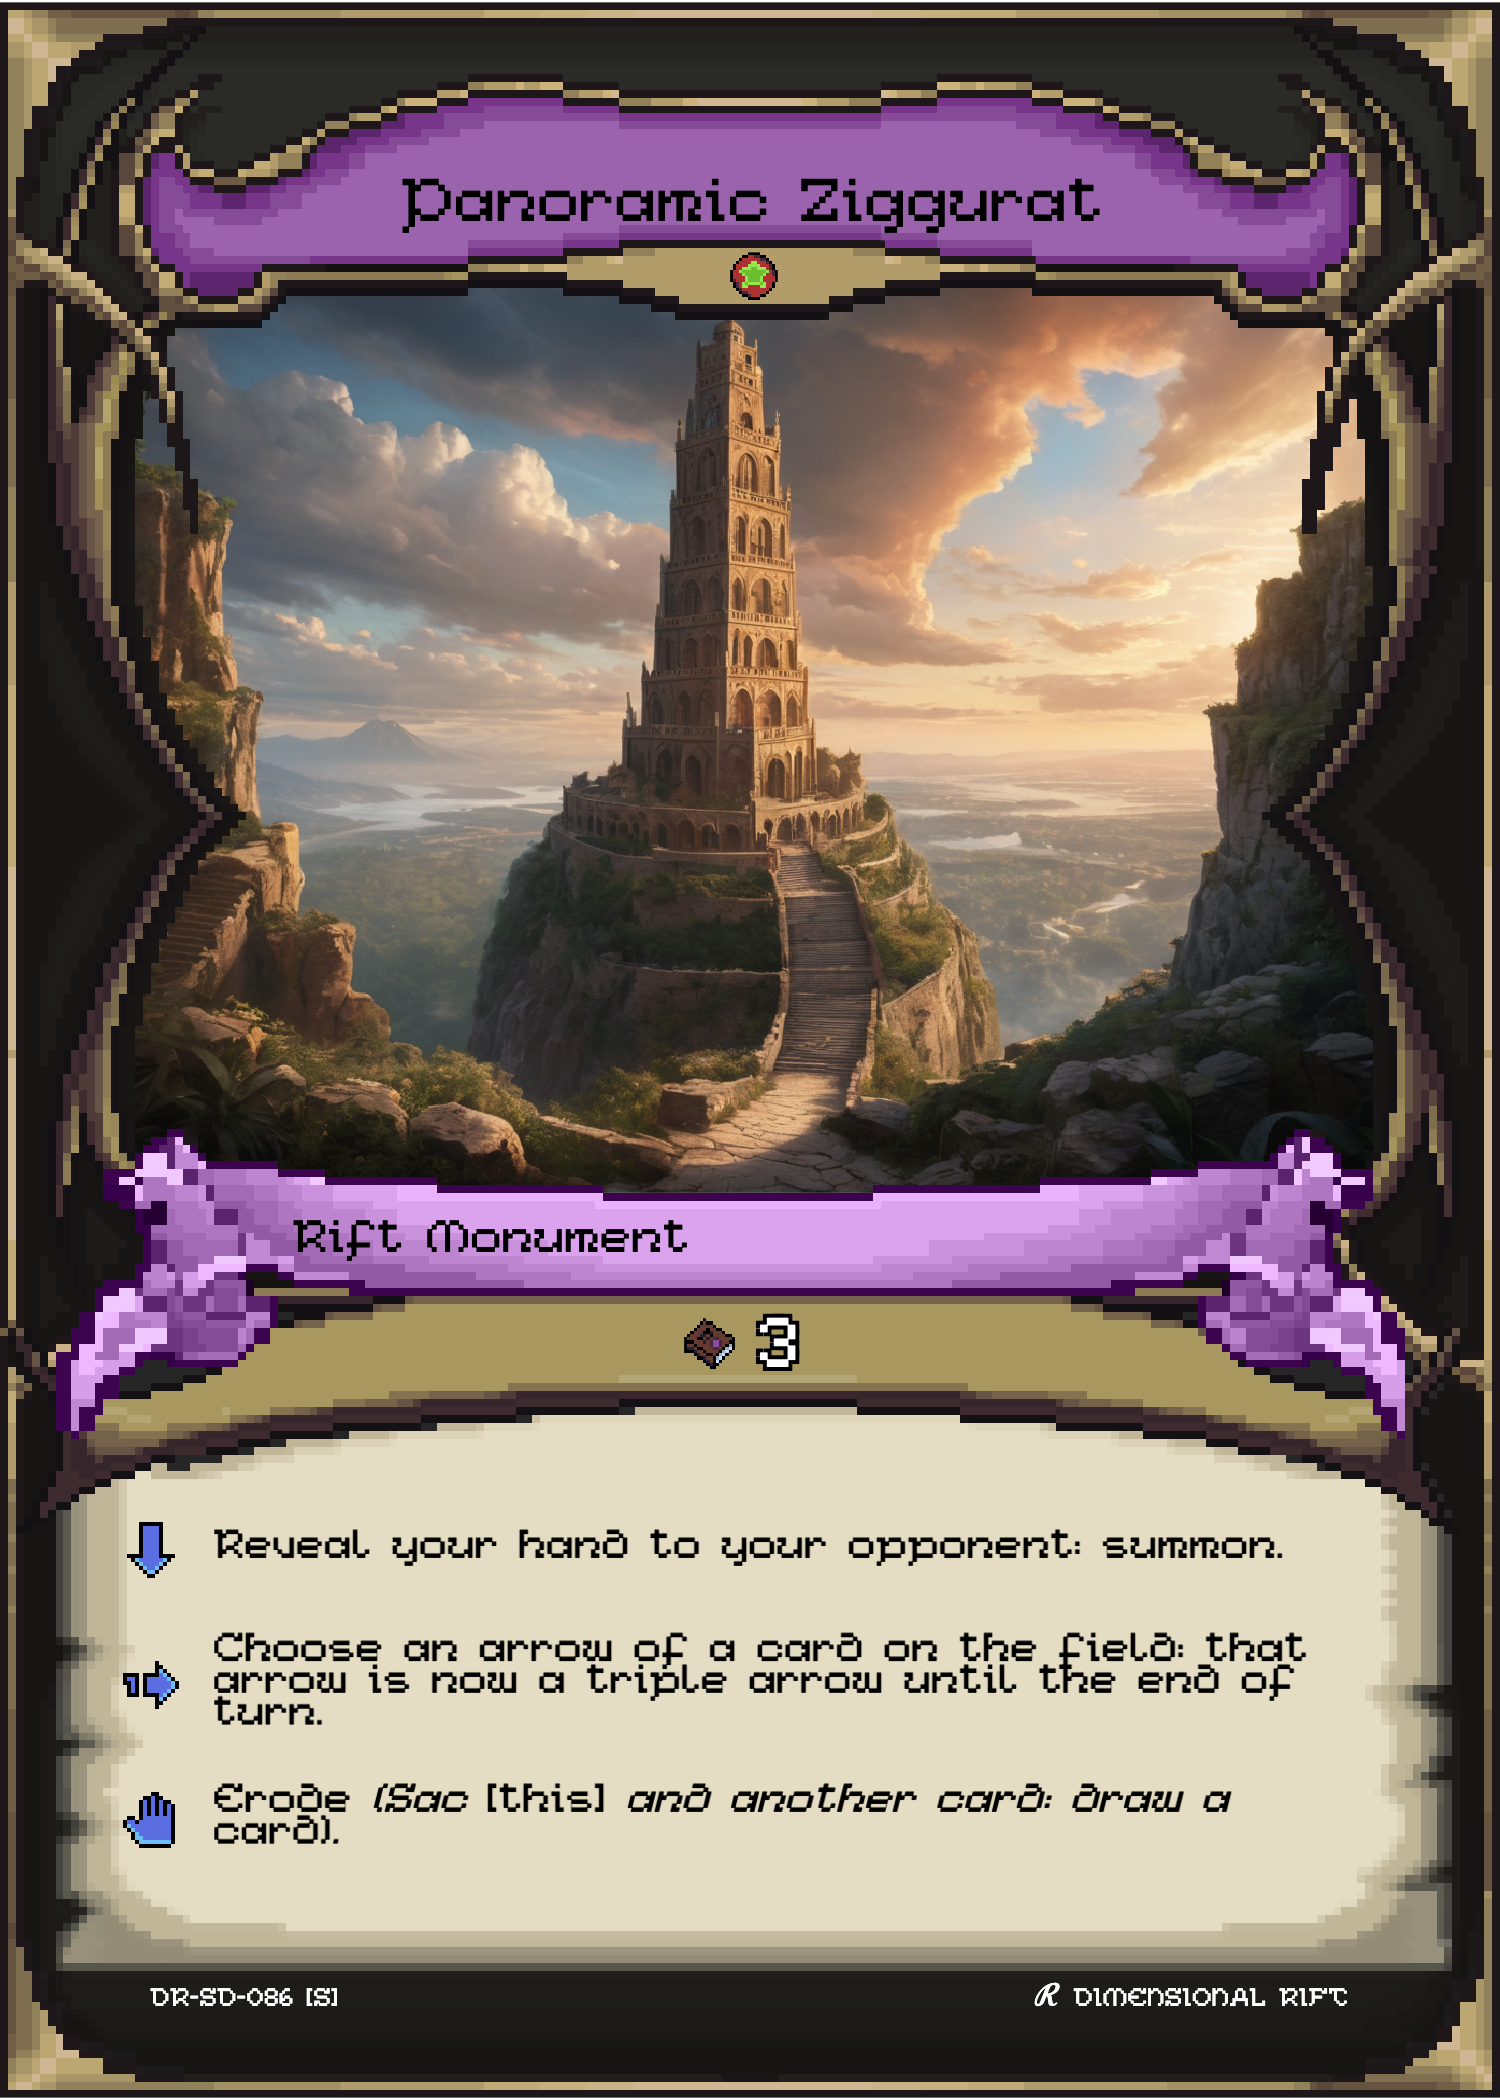 Panoramic Ziggurat
Rift Monument
3
Reveal your hand to your opponent: summon.
Choose an arrow of a card on the field: that
1
arrow is now a triple arrow until the end of
turn.
Erode (Sac [this] and another card: draw a
card).
DR-SD-086 [S]
R DIMENSIONAL RIFT